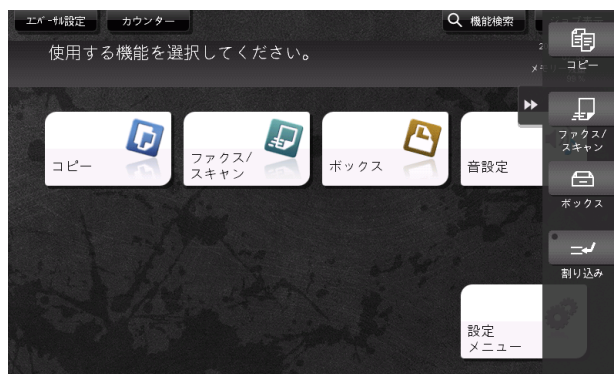 ユニバーサル設定
カウンター
機能検索
使用する機能を選択してください。
コピー
ファクス/
スキャン
ボックス
音設定
設定
メニュー
コピー
ファクス/
スキャン
ボックス
割り込み